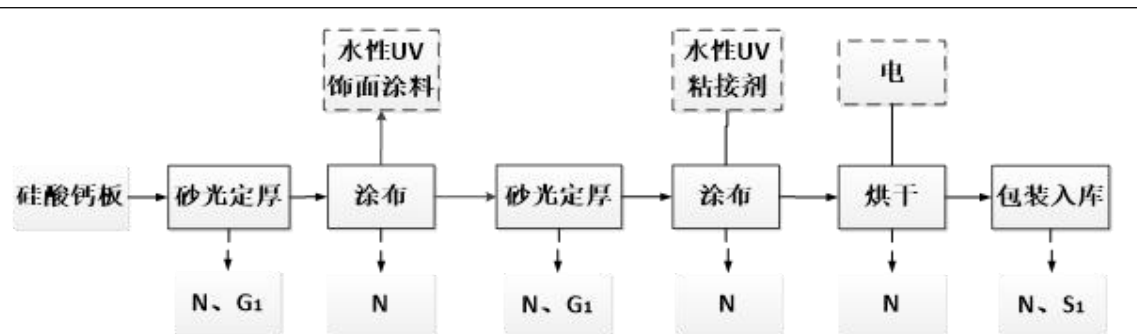 水性UV
饰面涂料
水性UV
粘接剂
电
硅酸钙板
砂光定厚
涂布
砂光定厚
涂布
烘干
包装入库
N、G₁
N
N、G₁
N
N
N、S₁